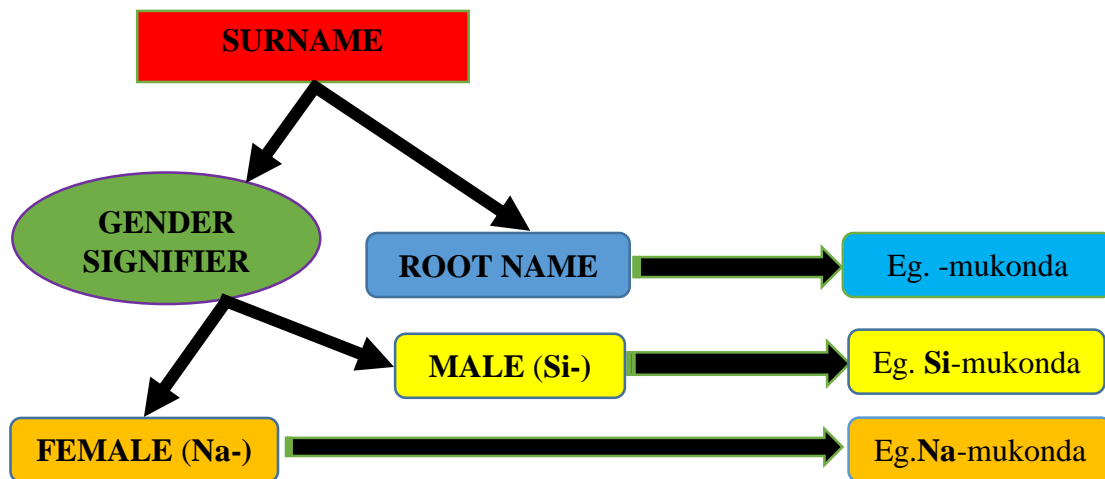 SURNAME
GENDER
SIGNIFIER
ROOT NAME
Eg. -mukonda
MALE (Si-)
Eg. Si-mukonda
FEMALE (Na-)
Eg.Na-mukonda